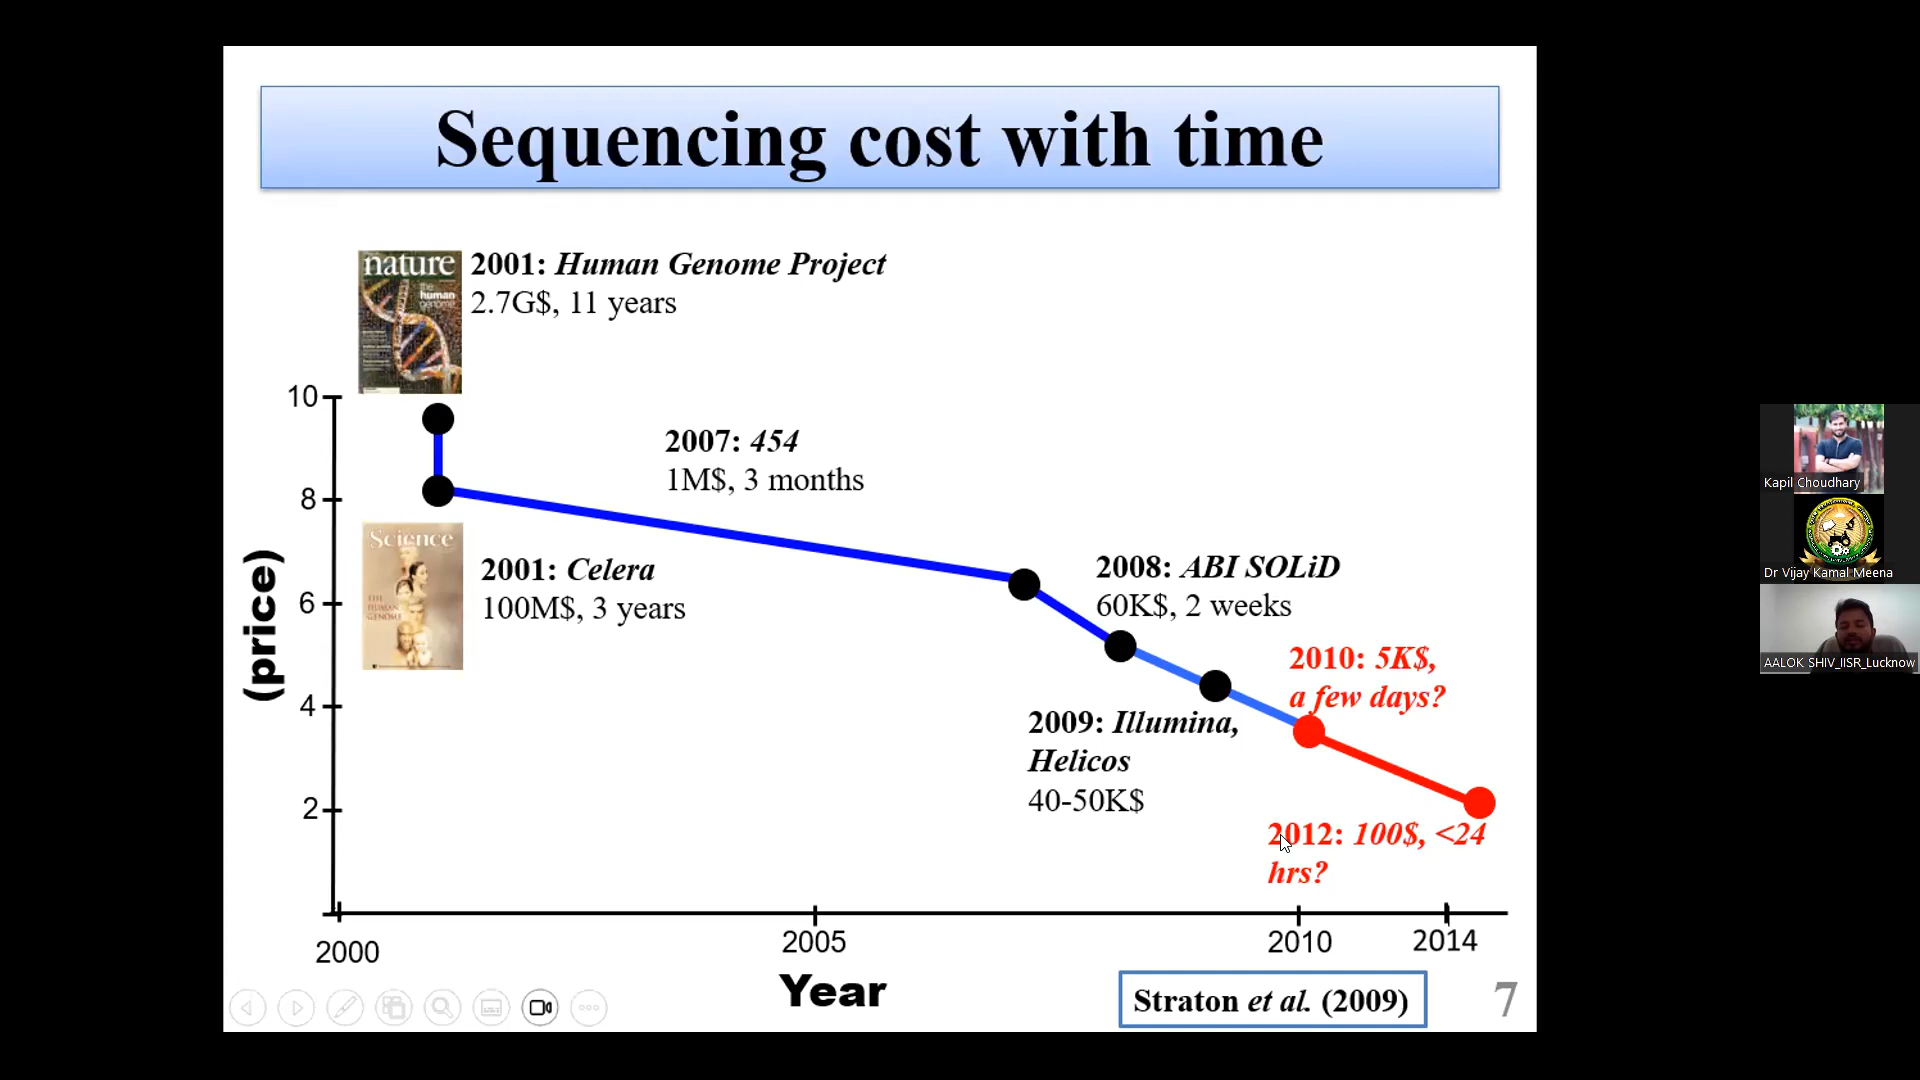 Sequencing cost with time
nature
the
human
genome
2001: Human Genome Project
2.7G$, 11 years
10
8
6
4
2
(price)
2007: 454
1M$, 3 months
Science
THE
HUMAN
GENOME
2001: Celera
100M$, 3 years
2008: ABI SOLiD
60K$, 2 weeks
2010: 5K$,
a few days?
2009: Illumina,
Helicos
40-50K$
2012: 100$, <24
hrs?
2000
2005
2010
2014
Year
Straton et al. (2009)
7
Kapil Choudhary
Dr Vijay Kamal Meena
AALOK SHIV_IISR_Lucknow